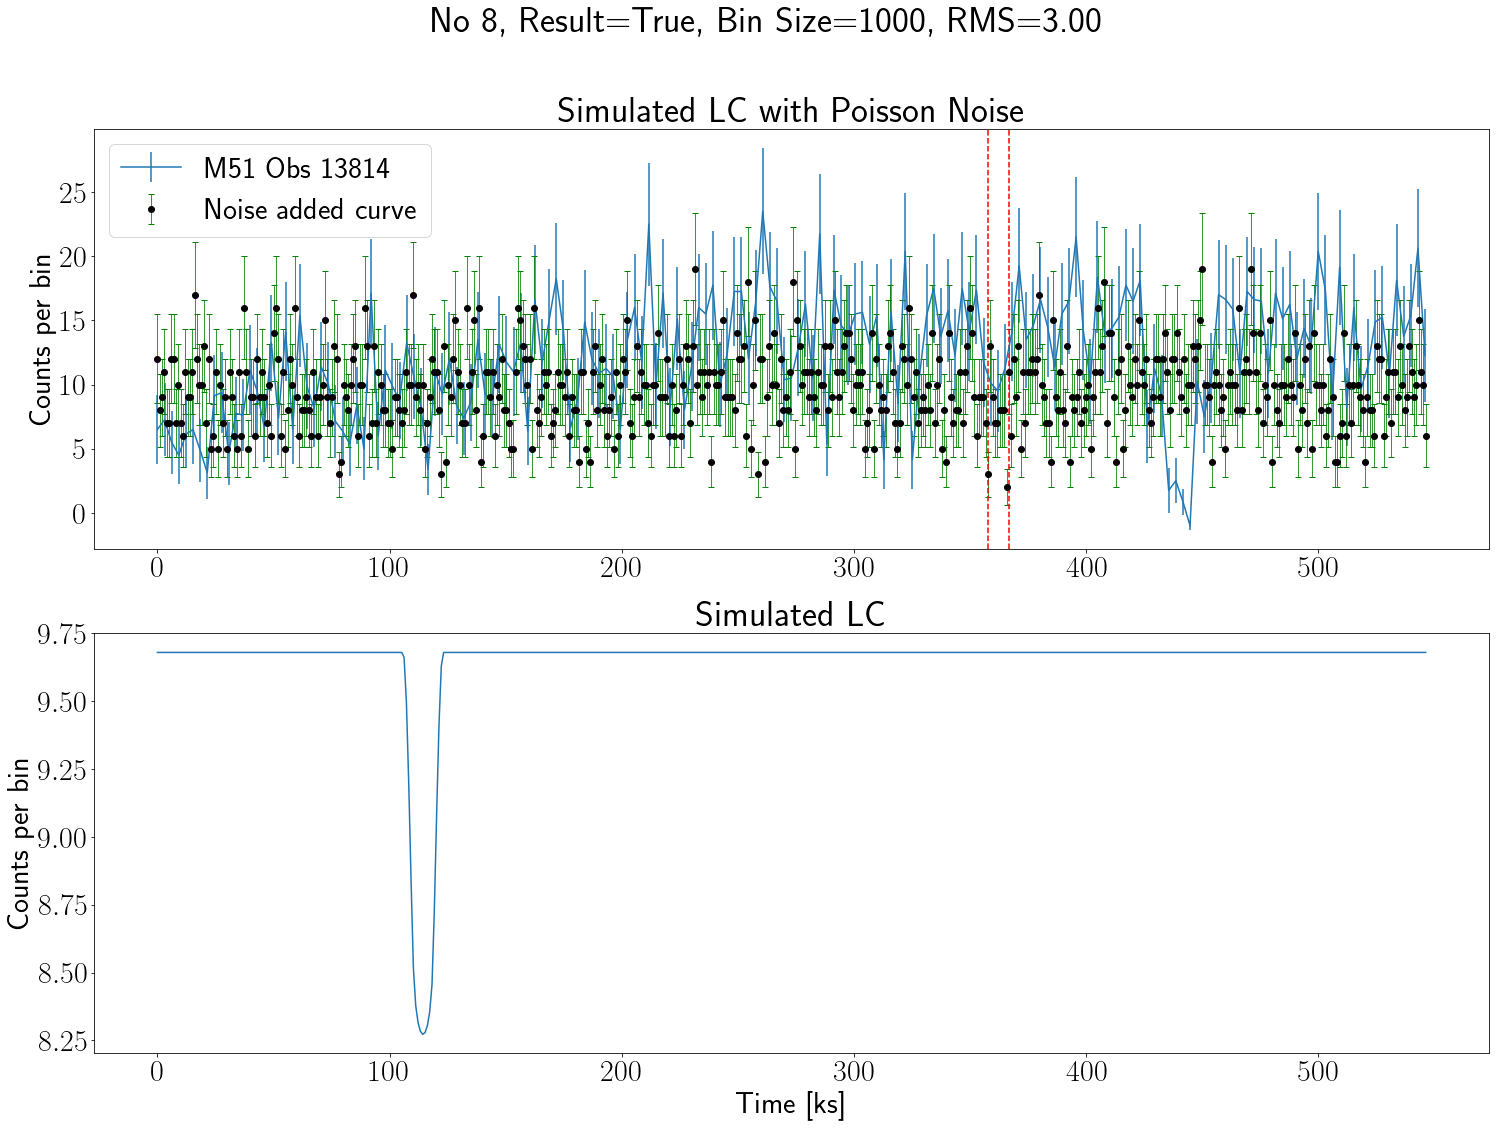 No 8, Result=True, Bin Size=1000, RMS=3.00
Simulated LC with Poisson Noise
M51 Obs 13814
Noise added curve
Counts per bin
25
20
15
10
5
0
0 100 200 300 400 500
Simulated LC
Counts per bin
9.75
9.50
9.25
9.00
8.75
8.50
8.25
0 100 200 300 400 500
Time [ks]